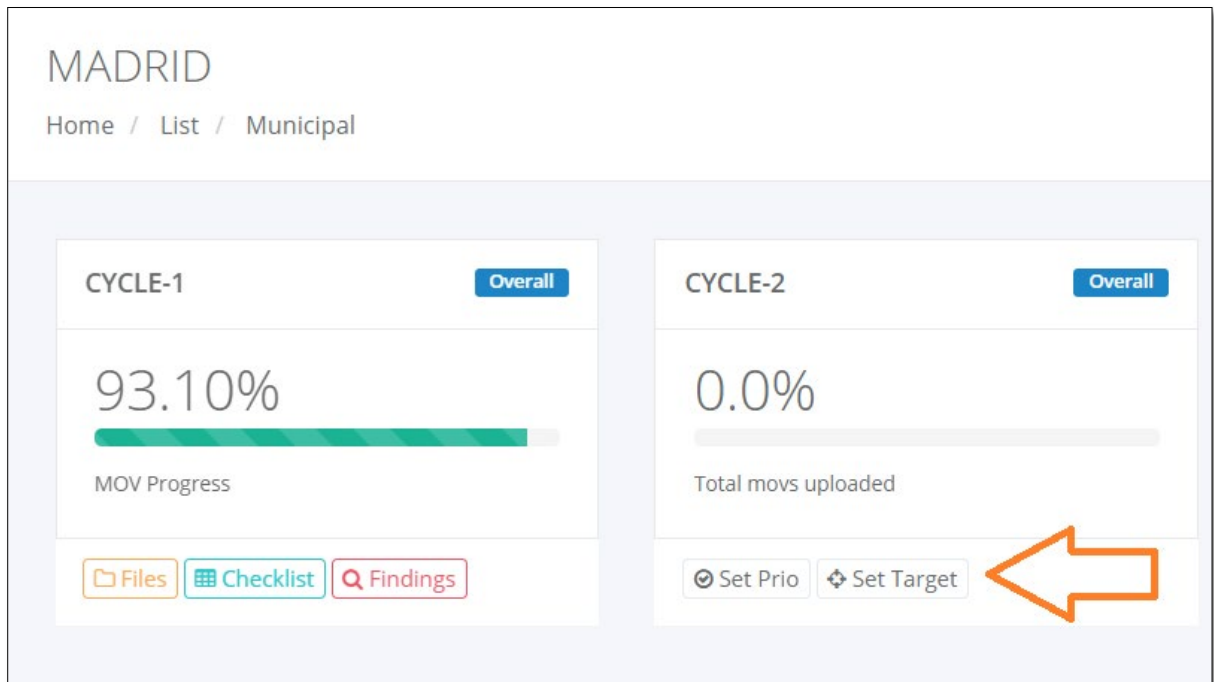 MADRID
Home / List / Municipal
CYCLE-1
Overall
93.10%
MOV Progress
Files
Checklist
Findings
CYCLE-2
Overall
0.0%
Total movs uploaded
Set Prio
Set Target